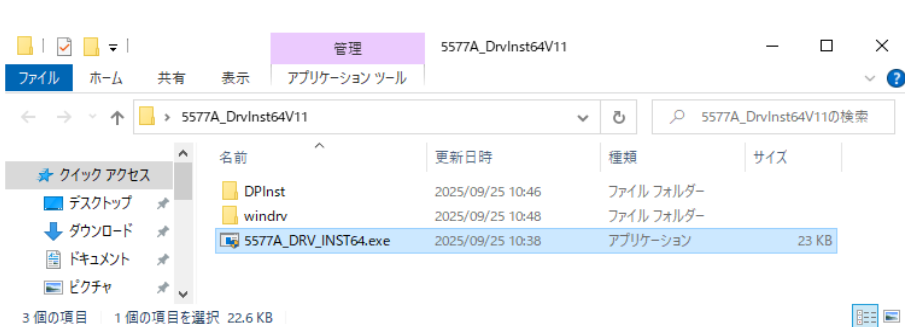 管理 5577A_DrvInst64V11
ファイル ホーム 共有 表示 アプリケーション ツール
5577A_DrvInst64V11 5577A_DrvInst64V11の検索
名前 更新日時 種類 サイズ
クイック アクセス
デスクトップ
ダウンロード
ドキュメント
ピクチャ
DPInst 2025/09/25 10:46 ファイル フォルダー
windrv 2025/09/25 10:48 ファイル フォルダー
5577A_DRV_INST64.exe 2025/09/25 10:38 アプリケーション 23 KB
3 個の項目 1 個の項目を選択 22.6 KB